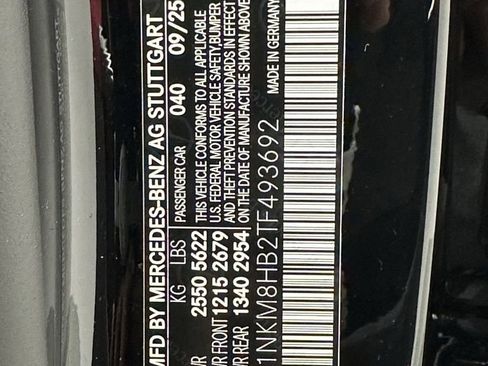 MFD BY MERCEDES-BENZ AG STUTTGART
KG LBS PASSENGER CAR 040 09/25
2550 5622
FRONT 1215 2679
REAR 1340 2954
THIS VEHICLE CONFORMS TO ALL APPLICABLE
U.S. FEDERAL MOTOR VEHICLE SAFETY, BUMPER
AND THEFT PREVENTION STANDARDS IN EFFECT
ON THE DATE OF MANUFACTURE SHOWN ABOVE
1NKM8HB2TF493692
MADE IN GERMANY